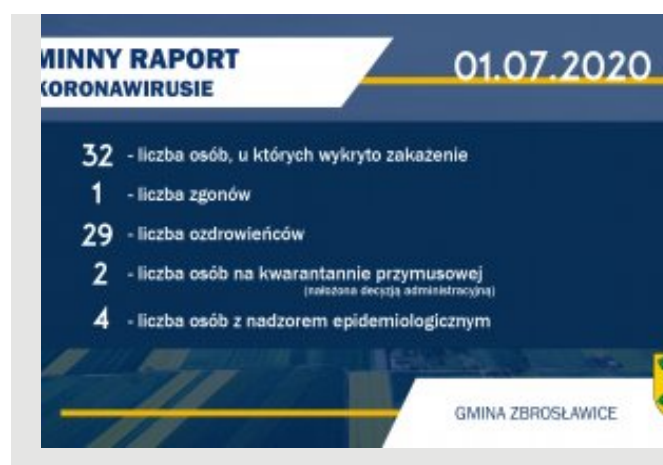 MINNY RAPORT
KORONAWIRUSIE
01.07.2020
32 - liczba osób, u których wykryto zakażenie
1 - liczba zgonów
29 - liczba ozdrowieńców
2 - liczba osób na kwarantannie przymusowej
(nałożona decyzją administracyjną)
4 - liczba osób z nadzorem epidemiologicznym
GMINA ZBROSŁAWICE